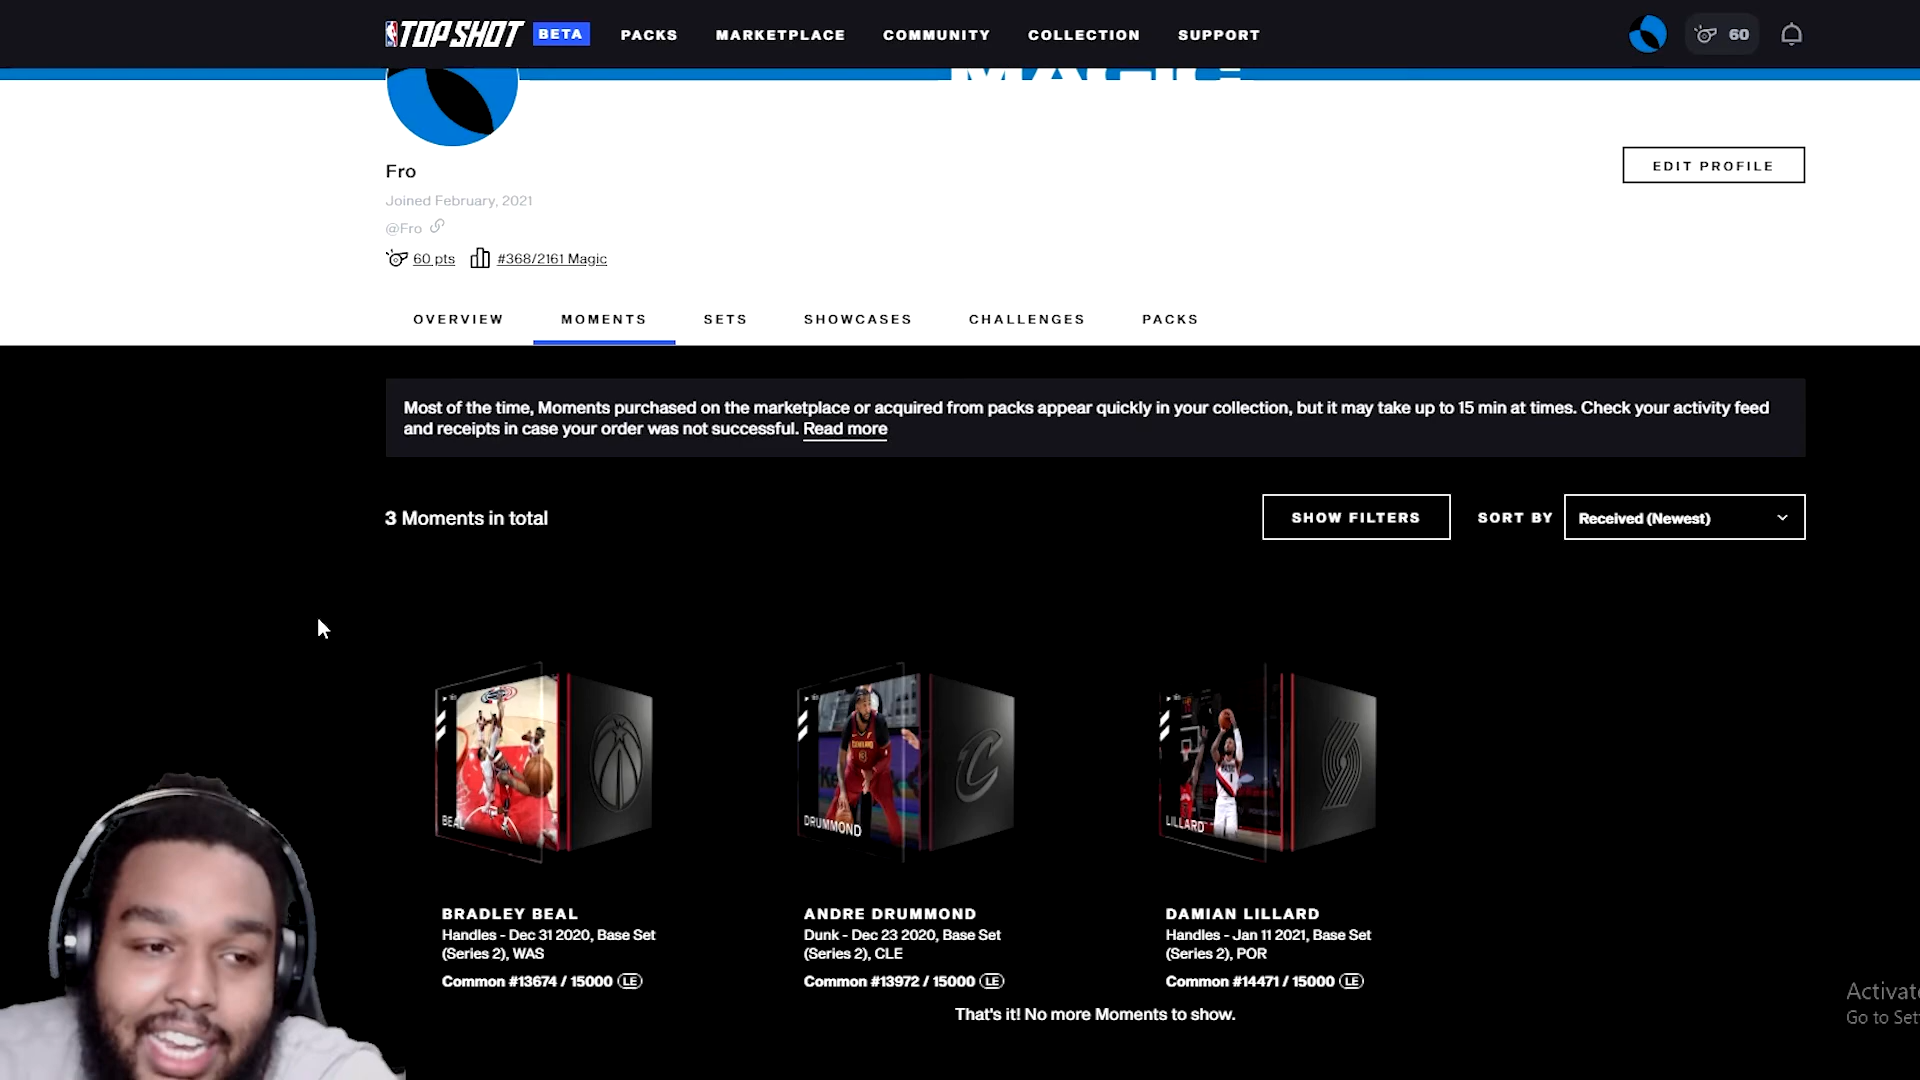 TOP SHOT BETA PACKS MARKETPLACE COMMUNITY COLLECTION SUPPORT 60
MAGIC
Fro
Joined February, 2021
@Fro
60 pts #368/2161 Magic
EDIT PROFILE
OVERVIEW MOMENTS SETS SHOWCASES CHALLENGES PACKS
Most of the time, Moments purchased on the marketplace or acquired from packs appear quickly in your collection, but it may take up to 15 min at times. Check your activity feed
and receipts in case your order was not successful. Read more
3 Moments in total
SHOW FILTERS SORT BY Received (Newest)
BEAL
DRUMMOND
LILLARD
BRADLEY BEAL
Handles - Dec 31 2020, Base Set
(Series 2), WAS
Common #13674 / 15000 LE
ANDRE DRUMMOND
Dunk - Dec 23 2020, Base Set
(Series 2), CLE
Common #13972 / 15000 LE
DAMIAN LILLARD
Handles - Jan 11 2021, Base Set
(Series 2), POR
Common #14471 / 15000 LE
That's it! No more Moments to show.
Activate
Go to Set